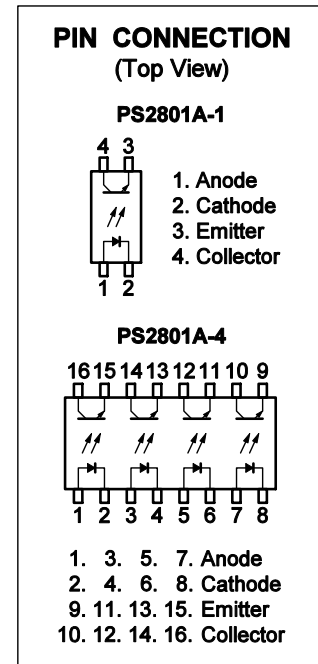 PIN CONNECTION
(Top View)
PS2801A-1
4 3
1. Anode
2. Cathode
3. Emitter
4. Collector
1 2
PS2801A-4
16 15 14 13 12 11 10 9
1 2 3 4 5 6 7 8
1. 3. 5. 7. Anode
2. 4. 6. 8. Cathode
9. 11. 13. 15. Emitter
10. 12. 14. 16. Collector